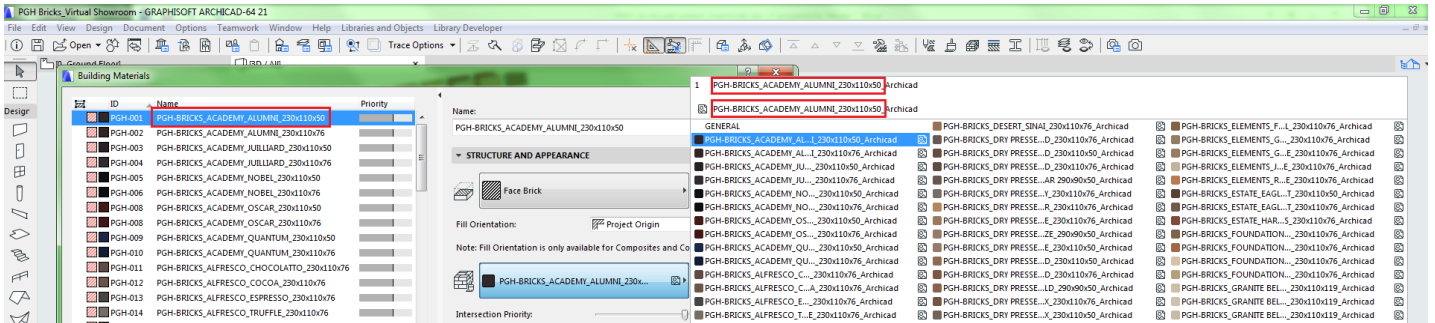 PGH Bricks_Virtual Showroom - GRAPHISOFT ARCHICAD-64 21
File Edit View Design Document Options Teamwork Window Help Libraries and Objects Library Developer
Open Trace Options
Ground Floor] [3D / All]
Building Materials
Design
ID Name Priority
PGH-001 PGH-BRICKS_ACADEMY_ALUMNI_230x110x50
PGH-002 PGH-BRICKS_ACADEMY_ALUMNI_230x110x76
PGH-003 PGH-BRICKS_ACADEMY_JUILLIARD_230x110x50
PGH-004 PGH-BRICKS_ACADEMY_JUILLIARD_230x110x76
PGH-005 PGH-BRICKS_ACADEMY_NOBEL_230x110x50
PGH-006 PGH-BRICKS_ACADEMY_NOBEL_230x110x76
PGH-008 PGH-BRICKS_ACADEMY_OSCAR_230x110x50
PGH-008 PGH-BRICKS_ACADEMY_OSCAR_230x110x76
PGH-009 PGH-BRICKS_ACADEMY_QUANTUM_230x110x50
PGH-010 PGH-BRICKS_ACADEMY_QUANTUM_230x110x76
PGH-011 PGH-BRICKS_ALFRESCO_CHOCOLATTO_230x110x76
PGH-012 PGH-BRICKS_ALFRESCO_COCOA_230x110x76
PGH-013 PGH-BRICKS_ALFRESCO_ESPRESSO_230x110x76
PGH-014 PGH-BRICKS_ALFRESCO_TRUFFLE_230x110x76
Name:
PGH-BRICKS_ACADEMY_ALUMNI_230x110x50
STRUCTURE AND APPEARANCE
Face Brick
Fill Orientation: Project Origin
Note: Fill Orientation is only available for Composites and Co
PGH-BRICKS_ACADEMY_ALUMNI_230x...
Intersection Priority:
1 PGH-BRICKS_ACADEMY_ALUMNI_230x110x50_Archicad
PGH-BRICKS_ACADEMY_ALUMNI_230x110x50_Archicad
GENERAL
PGH-BRICKS_ACADEMY_AL...I_230x110x50_Archicad
PGH-BRICKS_ACADEMY_AL...I_230x110x76_Archicad
PGH-BRICKS_ACADEMY_JU..._230x110x50_Archicad
PGH-BRICKS_ACADEMY_JU..._230x110x76_Archicad
PGH-BRICKS_ACADEMY_NO..._230x110x50_Archicad
PGH-BRICKS_ACADEMY_NO..._230x110x76_Archicad
PGH-BRICKS_ACADEMY_OS..._230x110x50_Archicad
PGH-BRICKS_ACADEMY_OS..._230x110x76_Archicad
PGH-BRICKS_ACADEMY_QU..._230x110x50_Archicad
PGH-BRICKS_ACADEMY_QU..._230x110x76_Archicad
PGH-BRICKS_ALFRESCO_C..._230x110x76_Archicad
PGH-BRICKS_ALFRESCO_C...A_230x110x76_Archicad
PGH-BRICKS_ALFRESCO_E..._230x110x76_Archicad
PGH-BRICKS_ALFRESCO_T...E_230x110x76_Archicad
PGH-BRICKS_DESERT_SINAI_230x110x76_Archicad
PGH-BRICKS_DRY PRESSE...D_230x110x50_Archicad
PGH-BRICKS_DRY PRESSE...D_230x110x76_Archicad
PGH-BRICKS_DRY PRESSE...AR 290x90x50_Archicad
PGH-BRICKS_DRY PRESSE...Y_230x110x76_Archicad
PGH-BRICKS_DRY PRESSE...R_230x110x76_Archicad
PGH-BRICKS_DRY PRESSE...E_230x110x50_Archicad
PGH-BRICKS_DRY PRESSE...ZE_290x90x50_Archicad
PGH-BRICKS_DRY PRESSE...E_230x110x76_Archicad
PGH-BRICKS_DRY PRESSE...D_230x110x50_Archicad
PGH-BRICKS_DRY PRESSE...D_230x110x76_Archicad
PGH-BRICKS_DRY PRESSE...LD_290x90x50_Archicad
PGH-BRICKS_DRY PRESSE...X_230x110x76_Archicad
PGH-BRICKS_DRY PRESSE...X_230x110x50_Archicad
PGH-BRICKS_ELEMENTS_F...L_230x110x76_Archicad
PGH-BRICKS_ELEMENTS_G..._230x110x76_Archicad
PGH-BRICKS_ELEMENTS_G...E_230x110x76_Archicad
PGH-BRICKS_ELEMENTS_J...E_230x110x76_Archicad
PGH-BRICKS_ELEMENTS_R...E_230x110x76_Archicad
PGH-BRICKS_ESTATE_EAGL...T_230x110x50_Archicad
PGH-BRICKS_ESTATE_EAGL...T_230x110x76_Archicad
PGH-BRICKS_ESTATE_HAR...S_230x110x76_Archicad
PGH-BRICKS_FOUNDATION..._230x110x76_Archicad
PGH-BRICKS_FOUNDATION..._230x110x76_Archicad
PGH-BRICKS_FOUNDATION..._230x110x76_Archicad
PGH-BRICKS_FOUNDATION..._230x110x76_Archicad
PGH-BRICKS_GRANITE BEL..._230x110x119_Archicad
PGH-BRICKS_GRANITE BEL..._230x110x119_Archicad